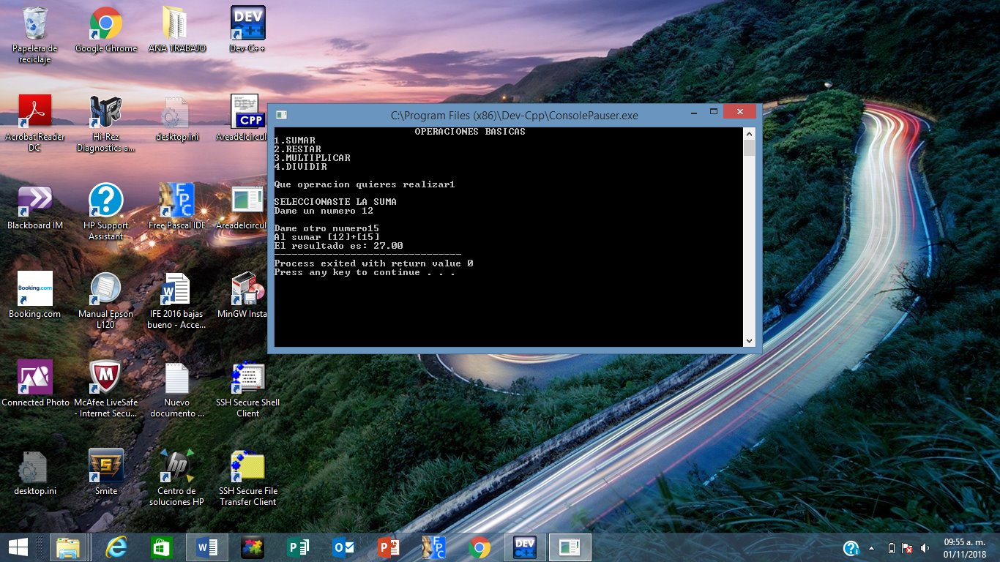 Papelera de
reciclaje
Google Chrome
ANA TRABAJO
DEV
C++
Dev-C++
Acrobat Reader
DC
Hi-Rez
Diagnostics a...
desktop.ini
DEV
CPP
Areadelcircul
Blackboard IM
HP Support
Assistant
FPC
Free Pascal IDE
Areadelcircul
Booking.com
Booking.com
Manual Epson
L120
IFE 2016 bajas
bueno - Acce...
MinGW Insta
Connected Photo
McAfee LiveSafe
- Internet Secu...
Nuevo
documento ...
SSH Secure Shell
Client
desktop.ini
Smite
hp
Centro de
soluciones HP
SSH Secure File
Transfer Client
C:\Program Files (x86)\Dev-Cpp\ConsolePauser.exe
OPERACIONES BASICAS
1.SUMAR
2.RESTAR
3.MULTIPLICAR
4.DIVIDIR
Que operacion quieres realizar1
SELECCIONASTE LA SUMA
Dame un numero 12
Dame otro numero15
Al sumar [12]+[15]
El resultado es: 27.00
--------------------------------
Process exited with return value 0
Press any key to continue . . .
DEV
C++
09:55 a. m.
01/11/2018